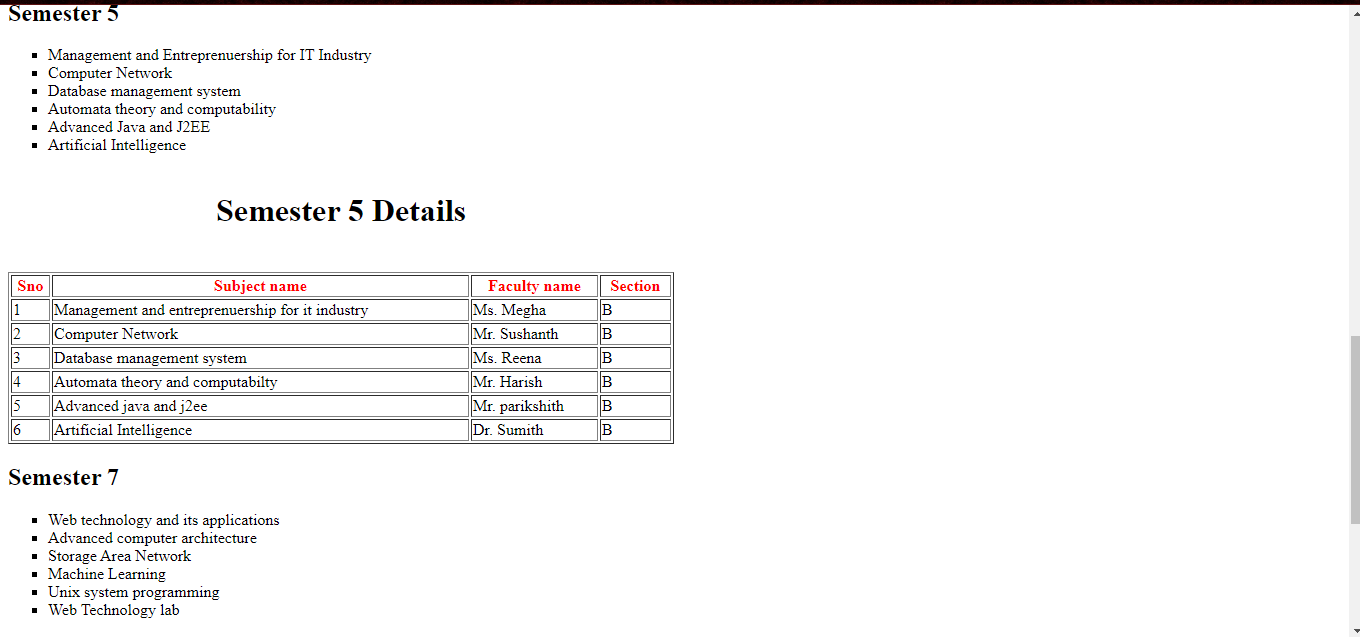 Semester 5
Management and Entreprenuership for IT Industry
Computer Network
Database management system
Automata theory and computability
Advanced Java and J2EE
Artificial Intelligence
Semester 5 Details
Sno Subject name Faculty name Section
1 Management and entreprenuership for it industry Ms. Megha B
2 Computer Network Mr. Sushanth B
3 Database management system Ms. Reena B
4 Automata theory and computabilty Mr. Harish B
5 Advanced java and j2ee Mr. parikshith B
6 Artificial Intelligence Dr. Sumith B
Semester 7
Web technology and its applications
Advanced computer architecture
Storage Area Network
Machine Learning
Unix system programming
Web Technology lab